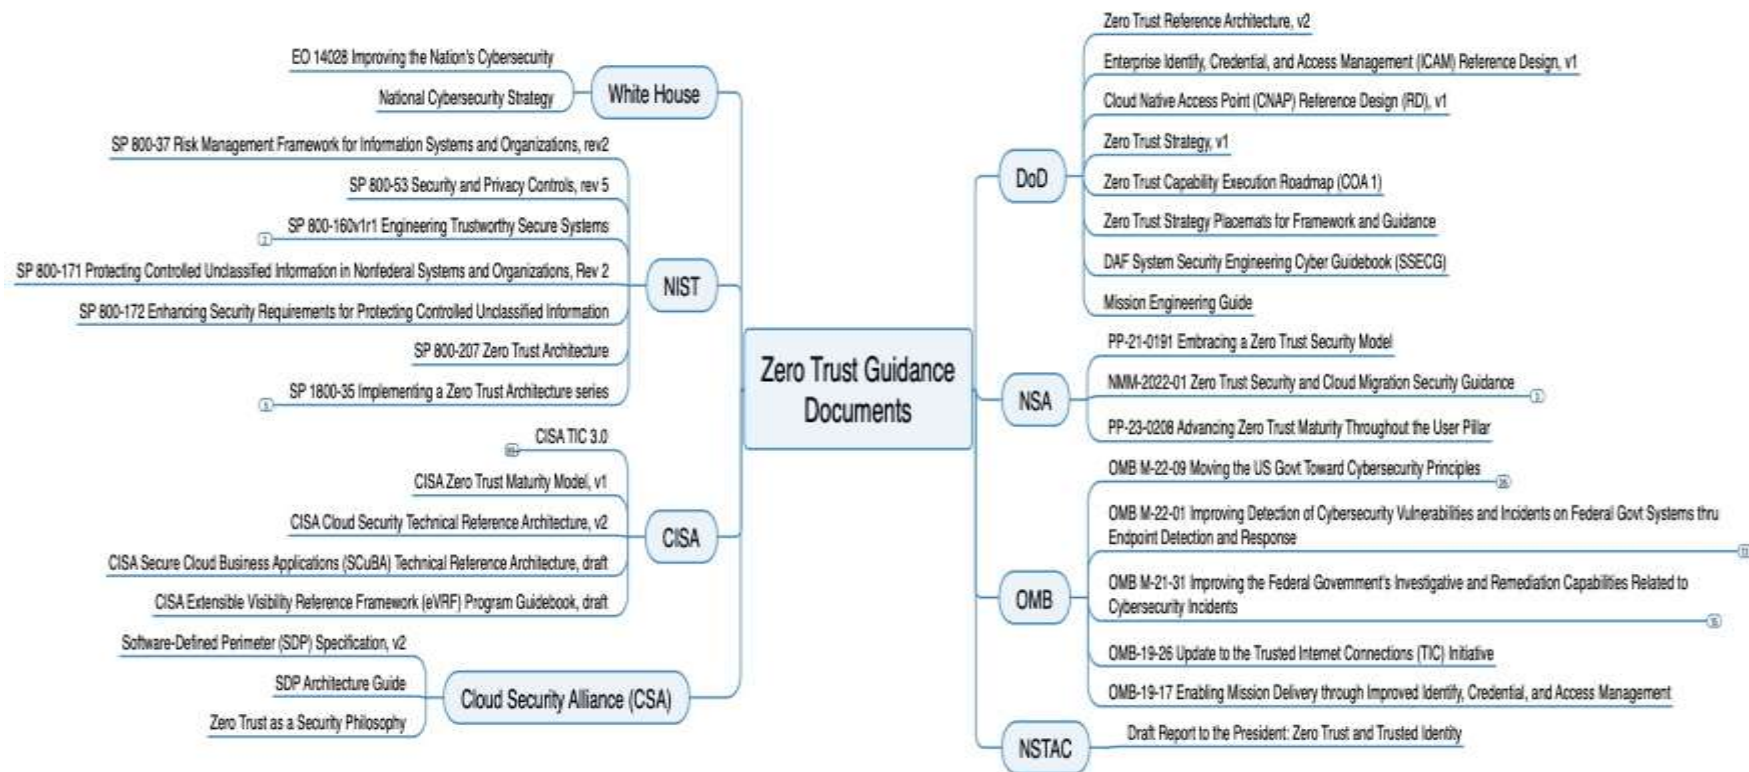 EO 14028 Improving the Nation's Cybersecurity
National Cybersecurity Strategy
White House
SP 800-37 Risk Management Framework for Information Systems and Organizations, rev2
SP 800-53 Security and Privacy Controls, rev 5
SP 800-160v1r1 Engineering Trustworthy Secure Systems
SP 800-171 Protecting Controlled Unclassified Information in Nonfederal Systems and Organizations, Rev 2
SP 800-172 Enhancing Security Requirements for Protecting Controlled Unclassified Information
SP 800-207 Zero Trust Architecture
SP 1800-35 Implementing a Zero Trust Architecture series
NIST
CISA TIC 3.0
CISA Zero Trust Maturity Model, v1
CISA Cloud Security Technical Reference Architecture, v2
CISA Secure Cloud Business Applications (SCuBA) Technical Reference Architecture, draft
CISA Extensible Visibility Reference Framework (eVRF) Program Guidebook, draft
CISA
Software-Defined Perimeter (SDP) Specification, v2
SDP Architecture Guide
Zero Trust as a Security Philosophy
Cloud Security Alliance (CSA)
Zero Trust Guidance
Documents
DoD
Zero Trust Reference Architecture, v2
Enterprise Identify, Credential, and Access Management (ICAM) Reference Design, v1
Cloud Native Access Point (CNAP) Reference Design (RD), v1
Zero Trust Strategy, v1
Zero Trust Capability Execution Roadmap (COA 1)
Zero Trust Strategy Placemats for Framework and Guidance
DAF System Security Engineering Cyber Guidebook (SSECG)
Mission Engineering Guide
NSA
PP-21-0191 Embracing a Zero Trust Security Model
NMM-2022-01 Zero Trust Security and Cloud Migration Security Guidance
PP-23-0208 Advancing Zero Trust Maturity Throughout the User Pillar
OMB
OMB M-22-09 Moving the US Govt Toward Cybersecurity Principles
OMB M-22-01 Improving Detection of Cybersecurity Vulnerabilities and Incidents on Federal Govt Systems thru
Endpoint Detection and Response
OMB M-21-31 Improving the Federal Government's Investigative and Remediation Capabilities Related to
Cybersecurity Incidents
OMB-19-26 Update to the Trusted Internet Connections (TIC) Initiative
OMB-19-17 Enabling Mission Delivery through Improved Identify, Credential, and Access Management
NSTAC
Draft Report to the President: Zero Trust and Trusted Identity